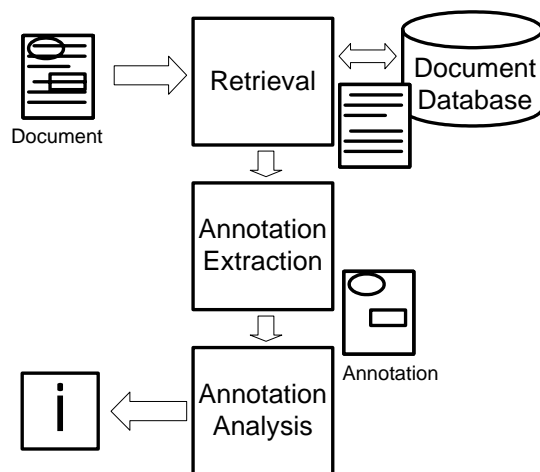 Document
Retrieval
Document
Database
Annotation
Extraction
Annotation
Annotation
Analysis
i